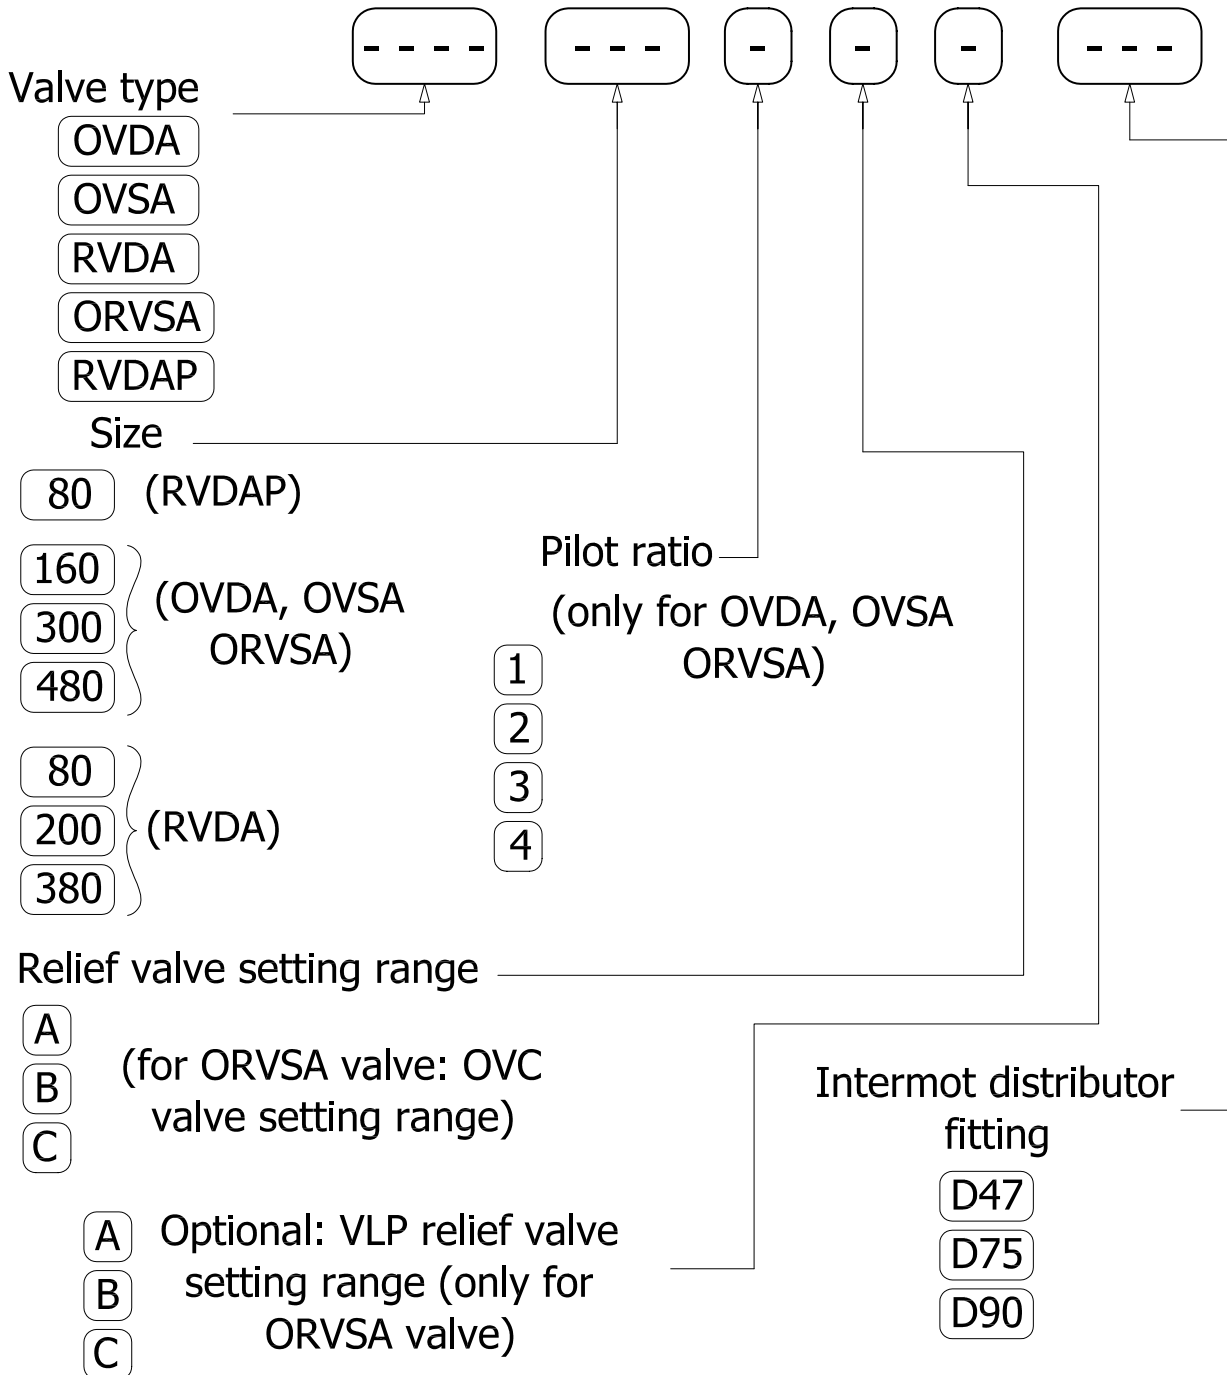 - - - - - - - - - - - - -
Valve type
OVDA
OVSA
RVDA
ORVSA
RVDAP
Size
80 (RVDAP)
160
300
480
(OVDA, OVSA
ORVSA)
80
200
380
(RVDA)
Pilot ratio
(only for OVDA, OVSA
ORVSA)
1
2
3
4
Relief valve setting range
A
B
C
(for ORVSA valve: OVC
valve setting range)
A
B
C
Optional: VLP relief valve
setting range (only for
ORVSA valve)
Intermot distributor
fitting
D47
D75
D90